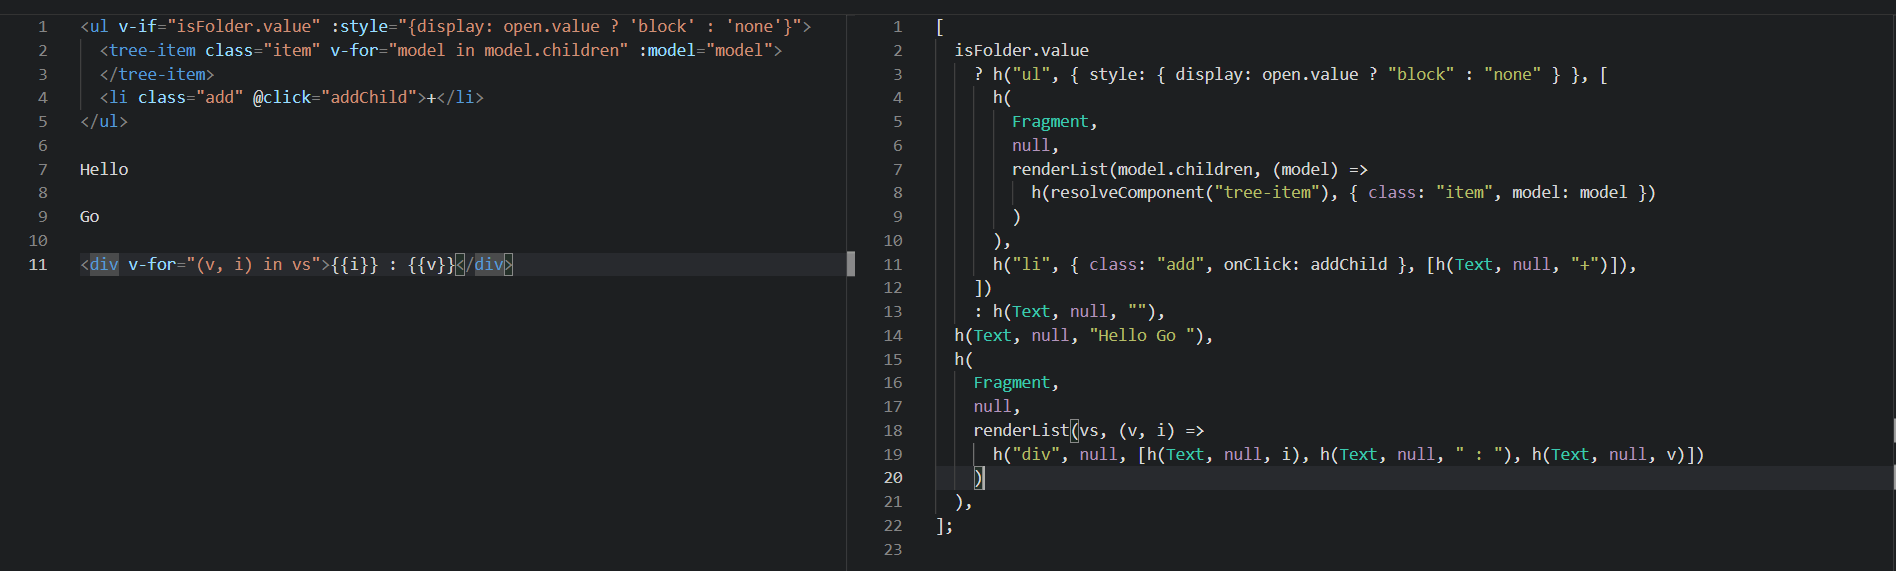 1 <ul v-if="isFolder.value" :style="{display: open.value ? 'block' : 'none'}">
2   <tree-item class="item" v-for="model in model.children" :model="model">
3   </tree-item>
4   <li class="add" @click="addChild">+</li>
5 </ul>
6
7 Hello
8
9 Go
10
11 <div v-for="(v, i) in vs">{{i}} : {{v}}</div>
1 [
2   isFolder.value
3     ? h("ul", { style: { display: open.value ? "block" : "none" } }, [
4       h(
5         Fragment,
6         null,
7         renderList(model.children, (model) =>
8           h(resolveComponent("tree-item"), { class: "item", model: model })
9         )
10       ),
11       h("li", { class: "add", onClick: addChild }, [h(Text, null, "+")]),
12     ])
13     : h(Text, null, ""),
14   h(Text, null, "Hello Go "),
15   h(
16     Fragment,
17     null,
18     renderList(vs, (v, i) =>
19       h("div", null, [h(Text, null, i), h(Text, null, " : "), h(Text, null, v)])
20     )
21   ),
22 ];
23